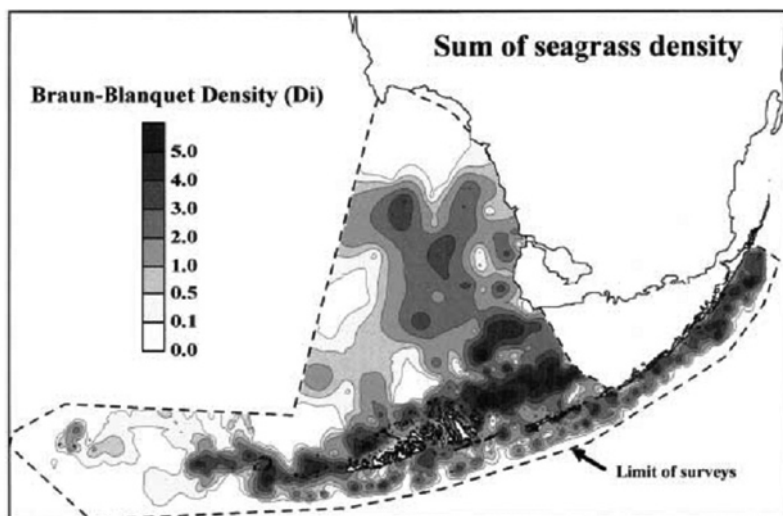 Sum of seagrass density
Braun-Blanquet Density (Di)
5.0
4.0
3.0
2.0
1.0
0.5
0.1
0.0
Limit of surveys